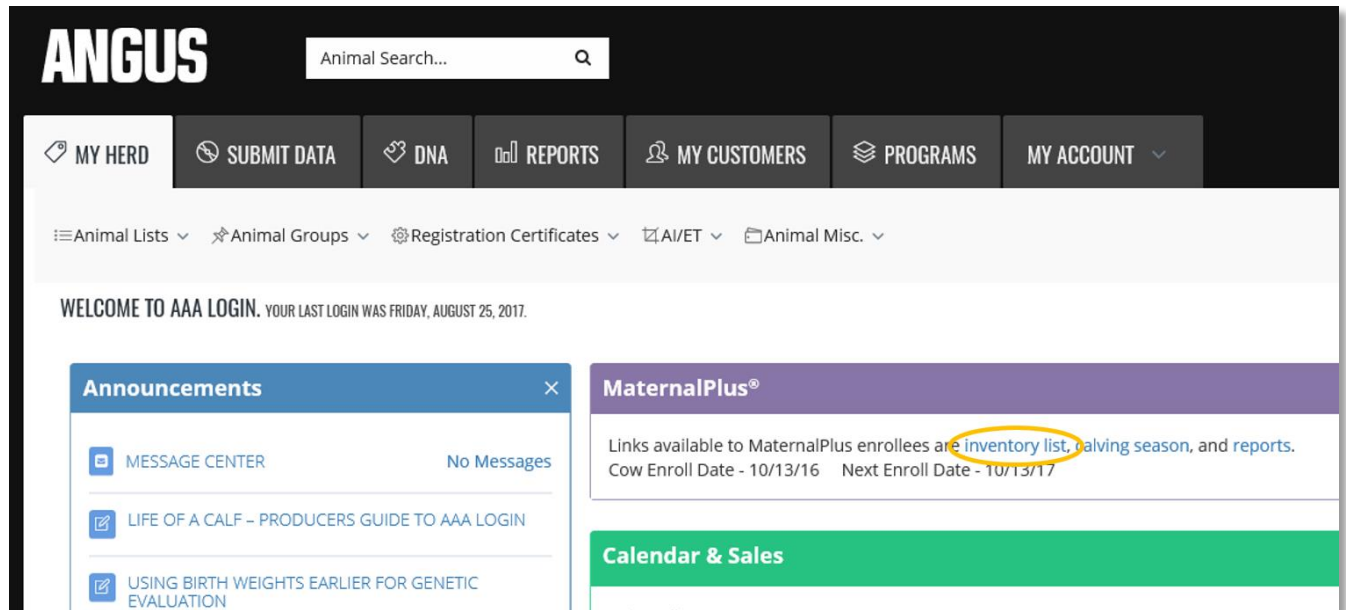 ANGUS
Animal Search...
MY HERD SUBMIT DATA DNA REPORTS MY CUSTOMERS PROGRAMS MY ACCOUNT
Animal Lists Animal Groups Registration Certificates AI/ET Animal Misc.
WELCOME TO AAA LOGIN. YOUR LAST LOGIN WAS FRIDAY, AUGUST 25, 2017.
Announcements
MESSAGE CENTER No Messages
LIFE OF A CALF – PRODUCERS GUIDE TO AAA LOGIN
USING BIRTH WEIGHTS EARLIER FOR GENETIC
EVALUATION
MaternalPlus®
Links available to MaternalPlus enrollees are inventory list, calving season, and reports.
Cow Enroll Date - 10/13/16 Next Enroll Date - 10/13/17
Calendar & Sales